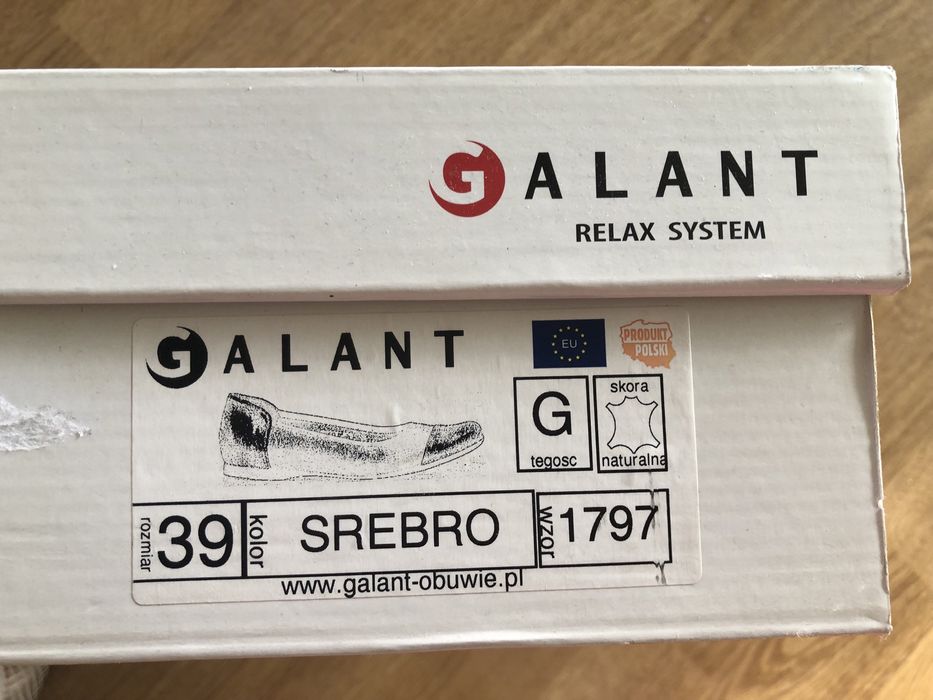 GALANT
RELAX SYSTEM
GALANT
EU
PRODUKT
POLSKI
G
tegosc
skora
naturalna
rozmiar 39 kolor SREBRO wzor 1797
www.galant-obuwie.pl